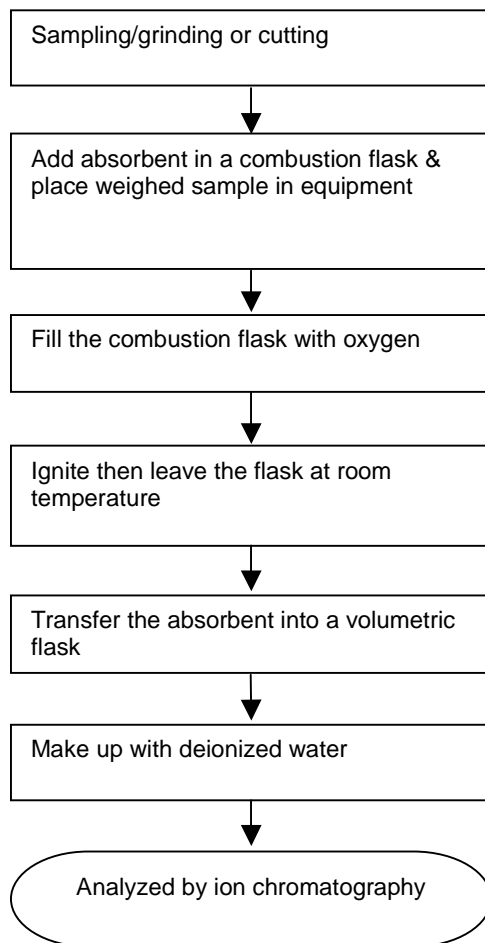 Sampling/grinding or cutting
Add absorbent in a combustion flask &
place weighed sample in equipment
Fill the combustion flask with oxygen
Ignite then leave the flask at room
temperature
Transfer the absorbent into a volumetric
flask
Make up with deionized water
Analyzed by ion chromatography